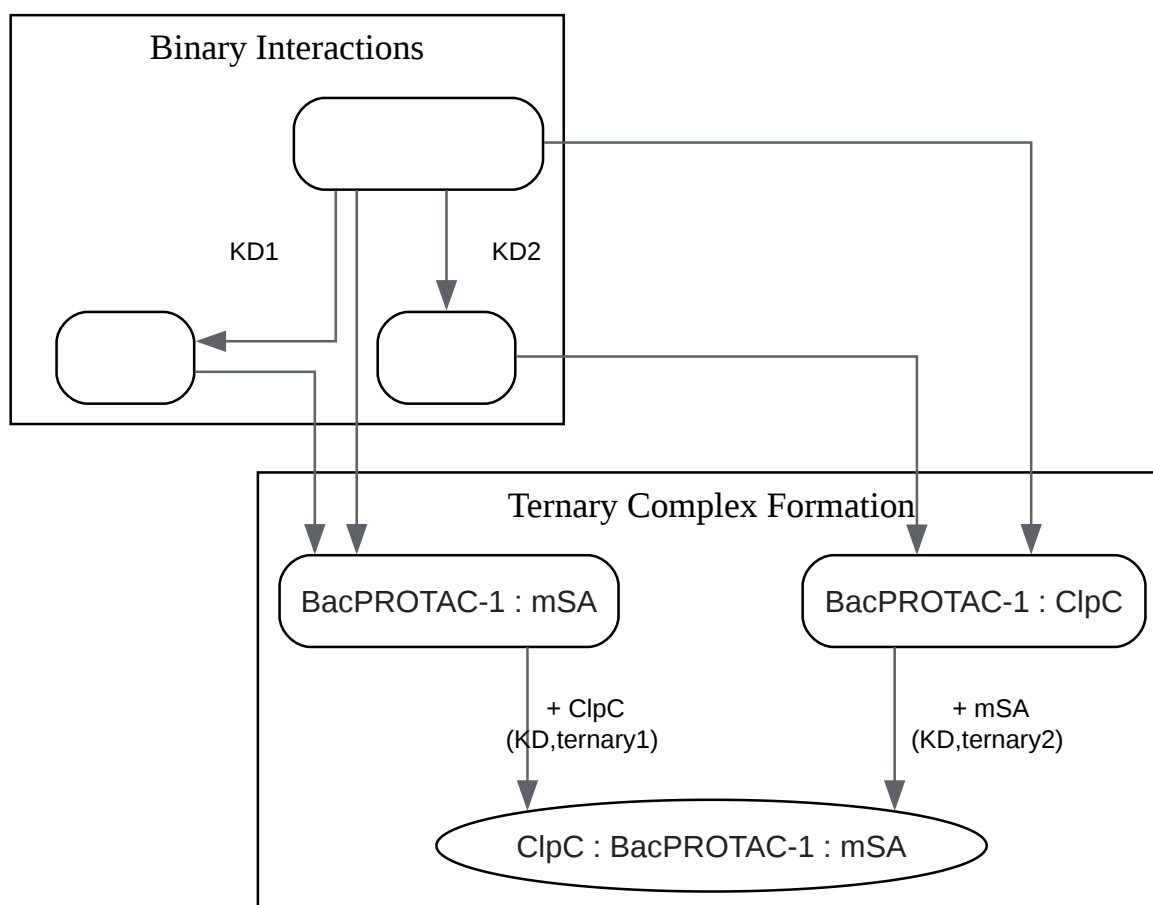 Binary Interactions
KD1
KD2
Ternary Complex Formation
BacPROTAC-1 : mSA
BacPROTAC-1 : ClpC
+ ClpC
(KD,ternary1)
+ mSA
(KD,ternary2)
ClpC : BacPROTAC-1 : mSA